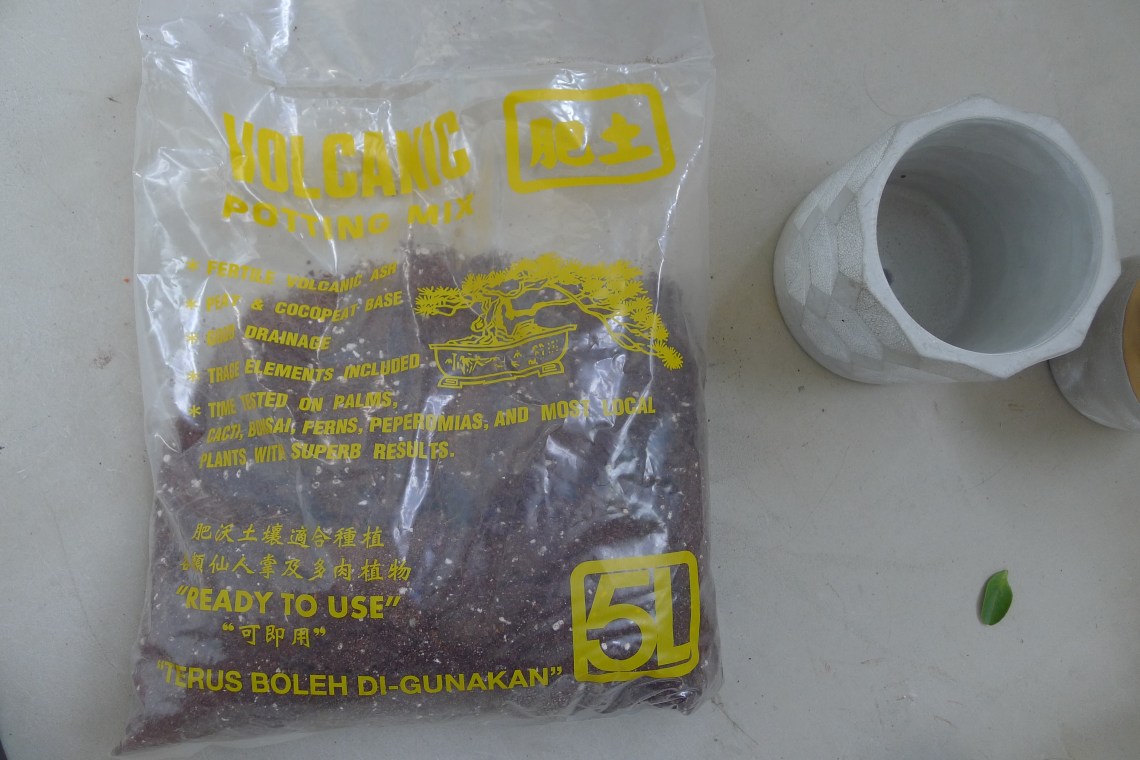 VOLCANIC
肥土
POTTING MIX
* FERTILE VOLCANIC ASH
* PEAT & COCOPEAT BASE
* DRAINAGE
* TRACE ELEMENTS INCLUDED.
* TIME TESTED ON PALMS,
CACTI, BONSAI, FERNS, PEPEROMIAS, AND MOST LOCAL
PLANTS, WITH SUPERB RESULTS.
肥沃土壤適合種植
類仙人掌及多肉植物
"READY TO USE"
"可即用"
5L
"TERUS BOLEH DI-GUNAKAN"